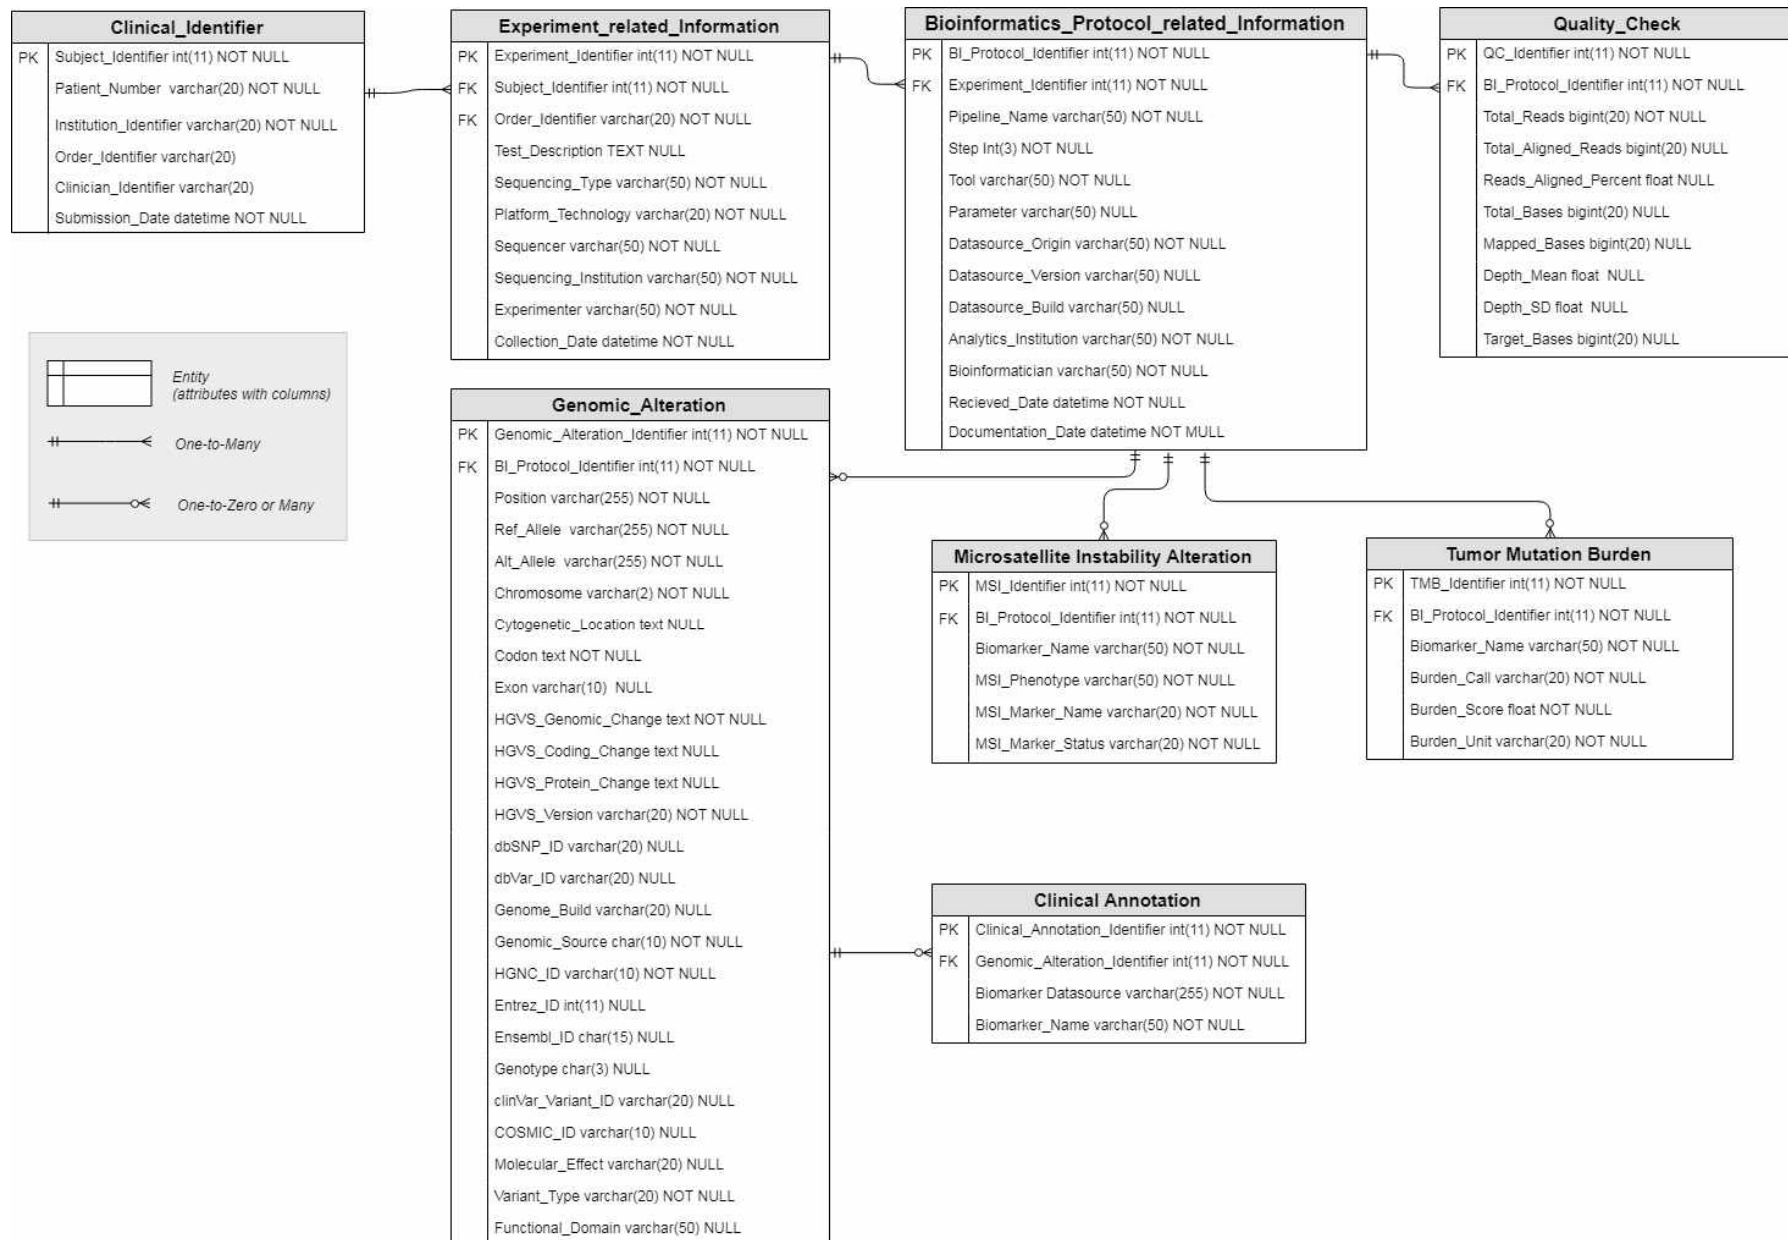 Clinical_Identifier
PK Subject_Identifier int(11) NOT NULL
Patient_Number varchar(20) NOT NULL
Institution_Identifier varchar(20) NOT NULL
Order_Identifier varchar(20)
Clinician_Identifier varchar(20)
Submission_Date datetime NOT NULL
Experiment_related_Information
PK Experiment_Identifier int(11) NOT NULL
FK Subject_Identifier int(11) NOT NULL
FK Order_Identifier varchar(20) NOT NULL
Test_Description TEXT NULL
Sequencing_Type varchar(50) NOT NULL
Platform_Technology varchar(20) NOT NULL
Sequencer varchar(50) NOT NULL
Sequencing_Institution varchar(50) NOT NULL
Experimenter varchar(50) NOT NULL
Collection_Date datetime NOT NULL
Bioinformatics_Protocol_related_Information
PK BI_Protocol_Identifier int(11) NOT NULL
FK Experiment_Identifier int(11) NOT NULL
Pipeline_Name varchar(50) NOT NULL
Step Int(3) NOT NULL
Tool varchar(50) NOT NULL
Parameter varchar(50) NULL
Datasource_Origin varchar(50) NOT NULL
Datasource_Version varchar(50) NULL
Datasource_Build varchar(50) NULL
Analytics_Institution varchar(50) NOT NULL
Bioinformatician varchar(50) NOT NULL
Recieved_Date datetime NOT NULL
Documentation_Date datetime NOT MULL
Quality_Check
PK QC_Identifier int(11) NOT NULL
FK BI_Protocol_Identifier int(11) NOT NULL
Total_Reads bigint(20) NOT NULL
Total_Aligned_Reads bigint(20) NULL
Reads_Aligned_Percent float NULL
Total_Bases bigint(20) NULL
Mapped_Bases bigint(20) NULL
Depth_Mean float NULL
Depth_SD float NULL
Target_Bases bigint(20) NULL
Entity
(attributes with columns)
One-to-Many
One-to-Zero or Many
Genomic_Alteration
PK Genomic_Alteration_Identifier int(11) NOT NULL
FK BI_Protocol_Identifier int(11) NOT NULL
Position varchar(255) NOT NULL
Ref_Allele varchar(255) NOT NULL
Alt_Allele varchar(255) NOT NULL
Chromosome varchar(2) NOT NULL
Cytogenetic_Location text NULL
Codon text NOT NULL
Exon varchar(10) NULL
HGVS_Genomic_Change text NOT NULL
HGVS_Coding_Change text NULL
HGVS_Protein_Change text NULL
HGVS_Version varchar(20) NOT NULL
dbSNP_ID varchar(20) NULL
dbVar_ID varchar(20) NULL
Genome_Build varchar(20) NULL
Genomic_Source char(10) NOT NULL
HGNC_ID varchar(10) NOT NULL
Entrez_ID int(11) NULL
Ensembl_ID char(15) NULL
Genotype char(3) NULL
clinVar_Variant_ID varchar(20) NULL
COSMIC_ID varchar(10) NULL
Molecular_Effect varchar(20) NULL
Variant_Type varchar(20) NOT NULL
Functional_Domain varchar(50) NULL
Microsatellite Instability Alteration
PK MSI_Identifier int(11) NOT NULL
FK BI_Protocol_Identifier int(11) NOT NULL
Biomarker_Name varchar(50) NOT NULL
MSI_Phenotype varchar(50) NOT NULL
MSI_Marker_Name varchar(20) NOT NULL
MSI_Marker_Status varchar(20) NOT NULL
Tumor Mutation Burden
PK TMB_Identifier int(11) NOT NULL
FK BI_Protocol_Identifier int(11) NOT NULL
Biomarker_Name varchar(50) NOT NULL
Burden_Call varchar(20) NOT NULL
Burden_Score float NOT NULL
Burden_Unit varchar(20) NOT NULL
Clinical Annotation
PK Clinical_Annotation_Identifier int(11) NOT NULL
FK Genomic_Alteration_Identifier int(11) NOT NULL
Biomarker Datasource varchar(255) NOT NULL
Biomarker_Name varchar(50) NOT NULL